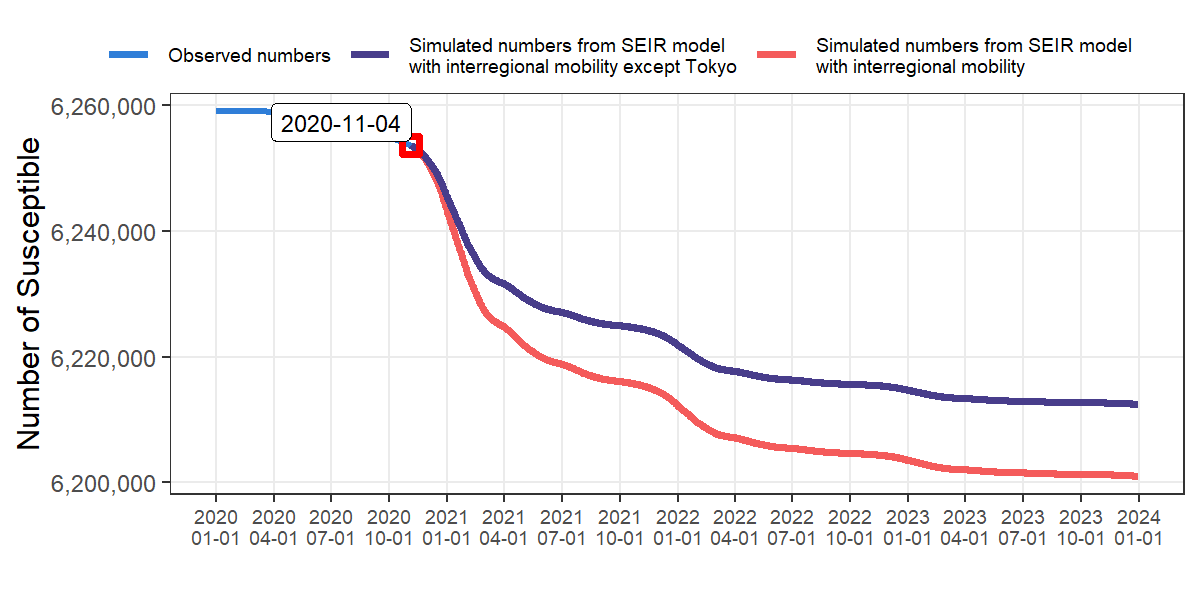 Observed numbers
Simulated numbers from SEIR model
with interregional mobility except Tokyo
Simulated numbers from SEIR model
with interregional mobility
Number of Susceptible
6,260,000
6,240,000
6,220,000
6,200,000
2020-11-04
2020 2020 2020 2020 2021 2021 2021 2021 2022 2022 2022 2022 2023 2023 2023 2023 2024
01-01 04-01 07-01 10-01 01-01 04-01 07-01 10-01 01-01 04-01 07-01 10-01 01-01 04-01 07-01 10-01 01-01